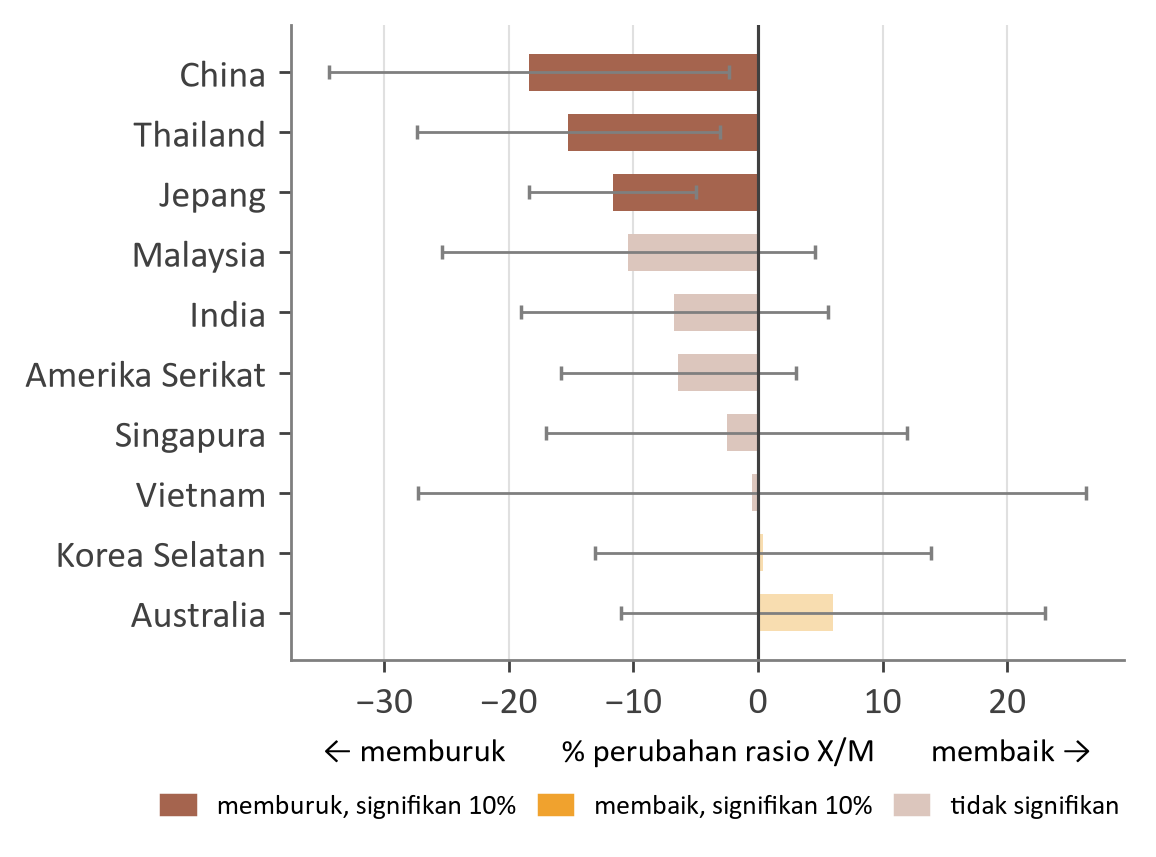 China
Thailand
Jepang
Malaysia
India
Amerika Serikat
Singapura
Vietnam
Korea Selatan
Australia
−30 −20 −10 0 10 20
← memburuk % perubahan rasio X/M membaik →
memburuk, signifikan 10% membaik, signifikan 10% tidak signifikan